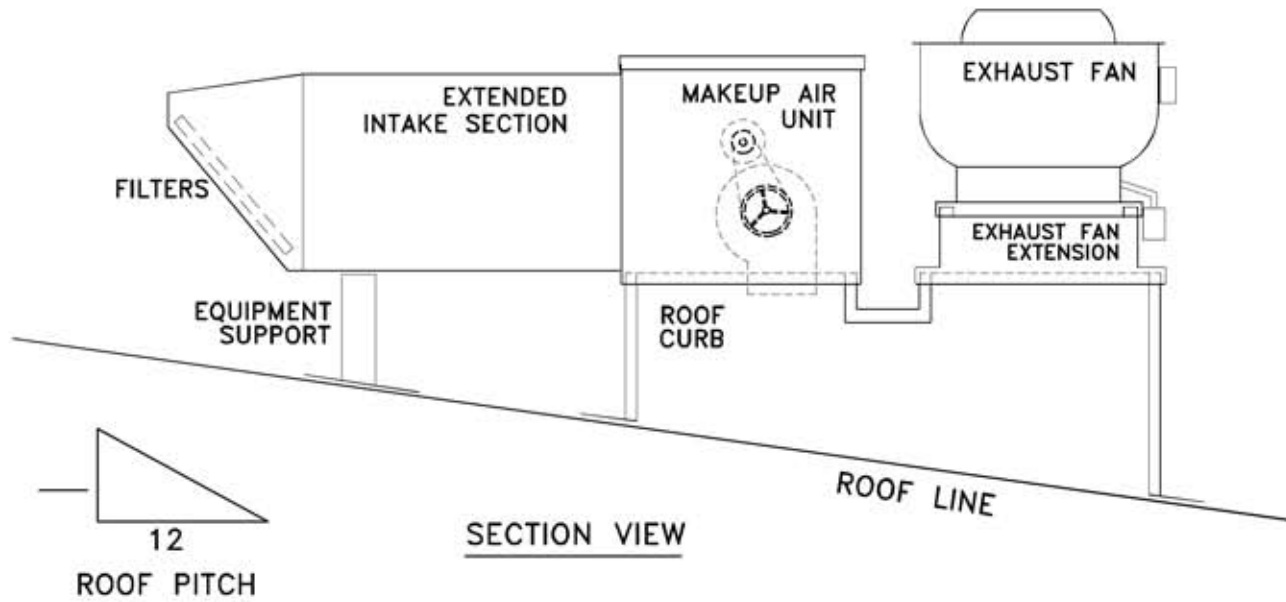 EXHAUST FAN
EXTENDED
INTAKE SECTION
MAKEUP AIR
UNIT
FILTERS
EXHAUST FAN
EXTENSION
EQUIPMENT
SUPPORT
ROOF
CURB
ROOF LINE
12
SECTION VIEW
ROOF PITCH